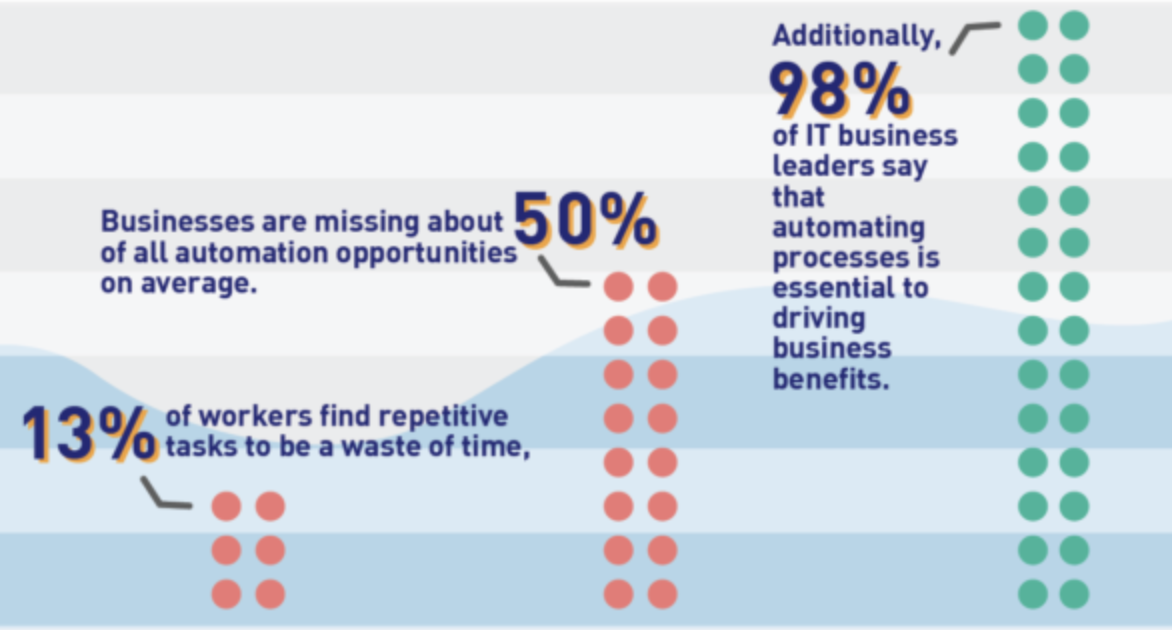 Additionally,
98%
of IT business
leaders say
that
automating
processes is
essential to
driving
business
benefits.
Businesses are missing about 50%
of all automation opportunities
on average.
13% of workers find repetitive
tasks to be a waste of time,